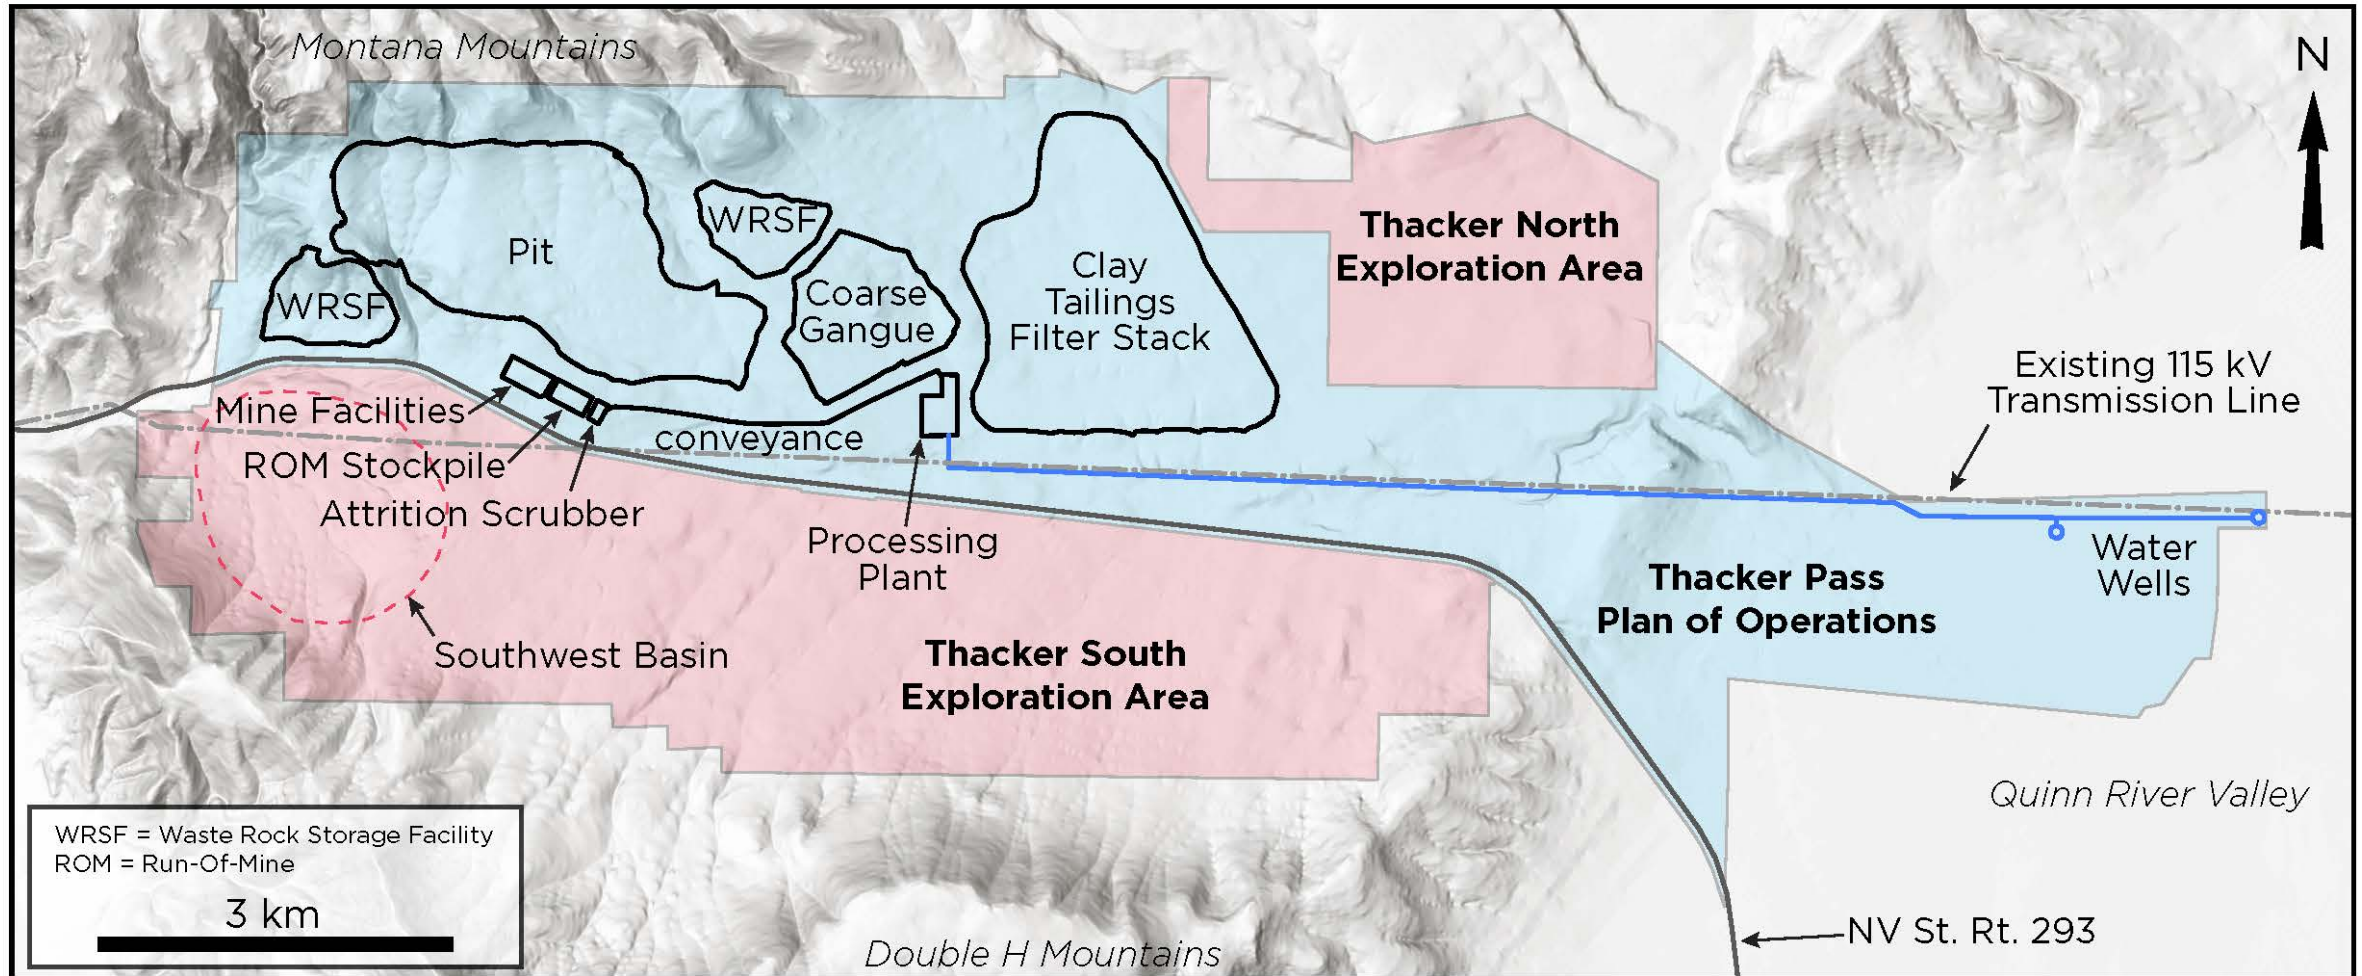 Montana Mountains
N
WRSF
Pit
Thacker North
Exploration Area
WRSF
Coarse
Gangue
Clay
Tailings
Filter Stack
Existing 115 kV
Transmission Line
Mine Facilities
conveyance
ROM Stockpile
Attrition Scrubber
Processing
Plant
Water
Wells
Thacker Pass
Plan of Operations
Southwest Basin
Thacker South
Exploration Area
Quinn River Valley
WRSF = Waste Rock Storage Facility
ROM = Run-Of-Mine
3 km
NV St. Rt. 293
Double H Mountains